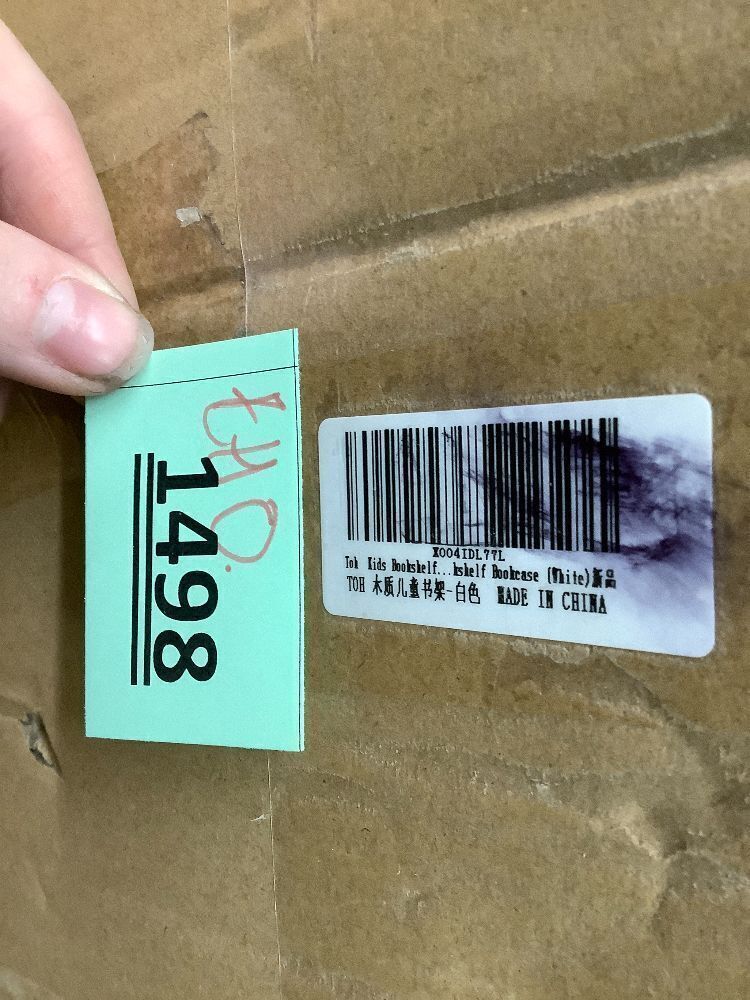 1498
X004IDL77L
Toh Kids Bookshelf...kshelf Bookcase (White)新品
TOH 木质儿童书架-白色 MADE IN CHINA